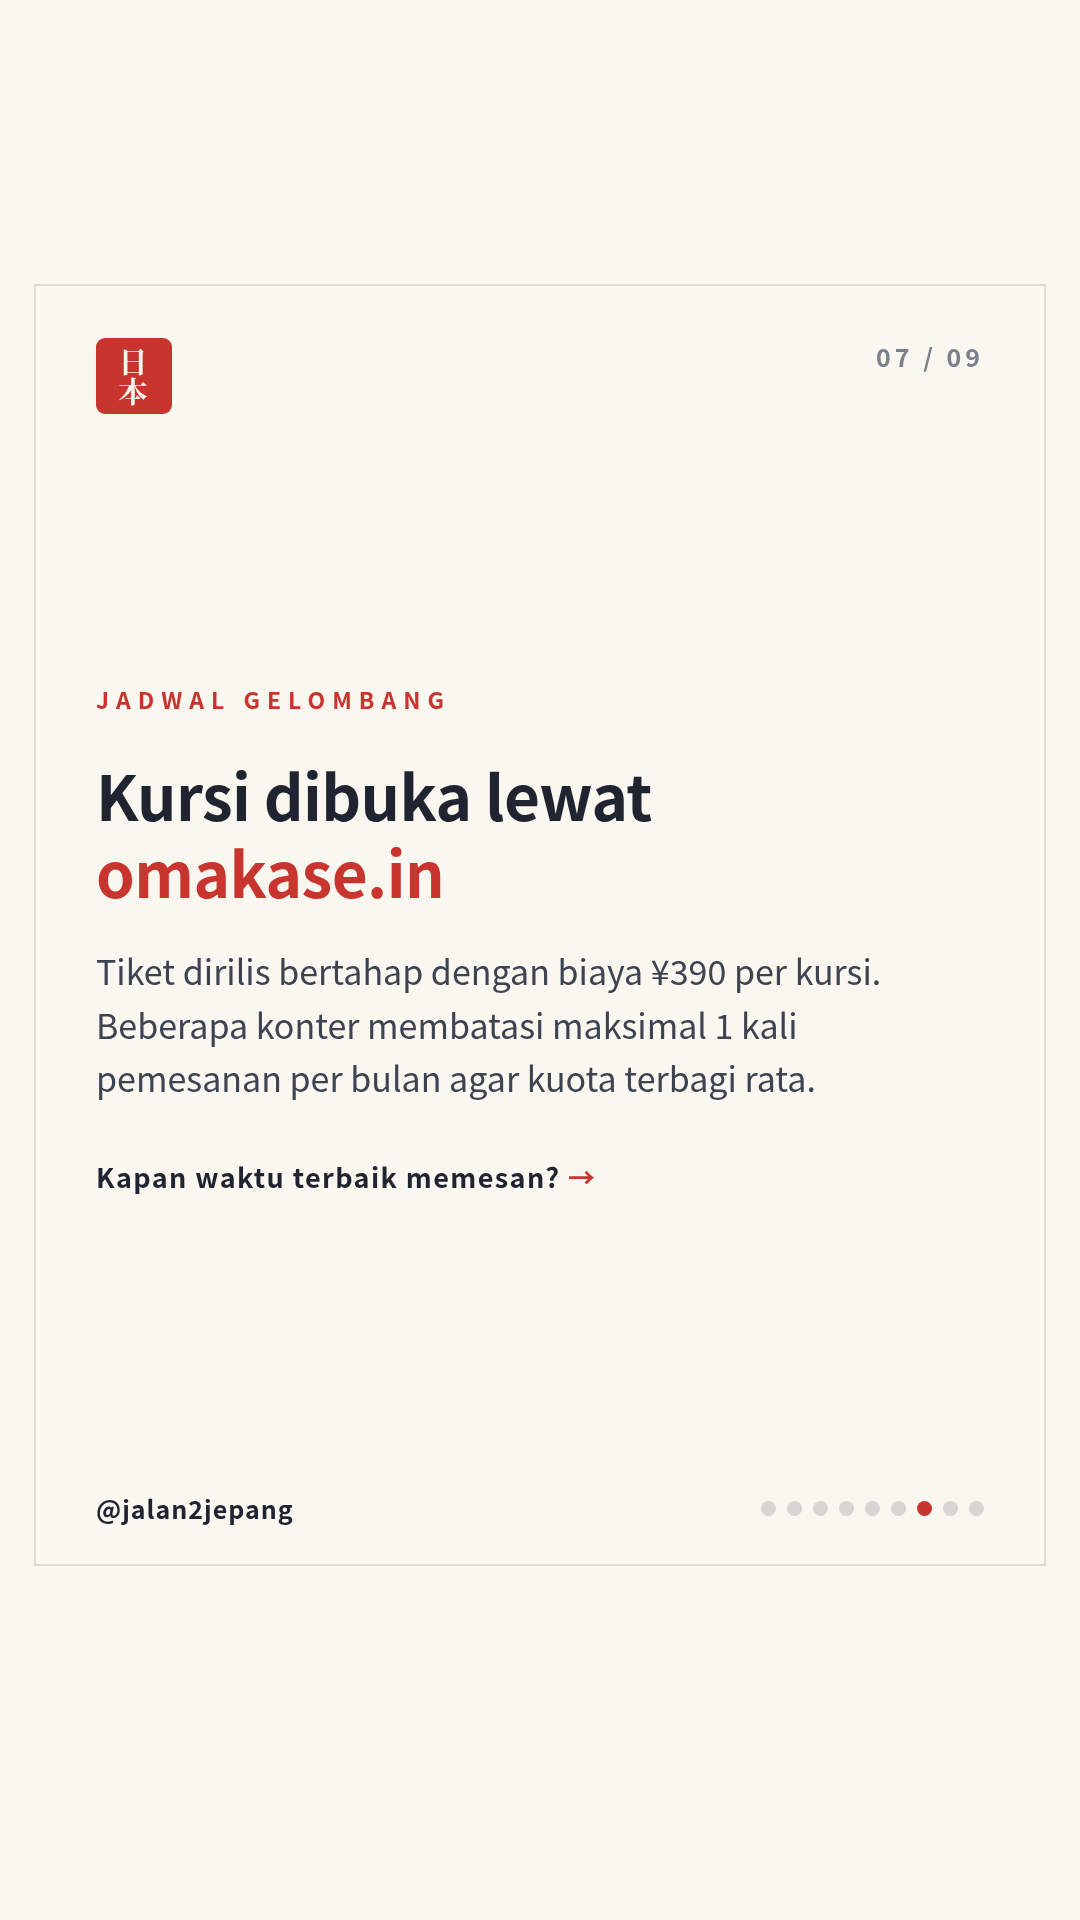 日
本
07 / 09
JADWAL GELOMBANG
Kursi dibuka lewat
omakase.in
Tiket dirilis bertahap dengan biaya ¥390 per kursi.
Beberapa konter membatasi maksimal 1 kali
pemesanan per bulan agar kuota terbagi rata.
Kapan waktu terbaik memesan? →
@jalan2jepang